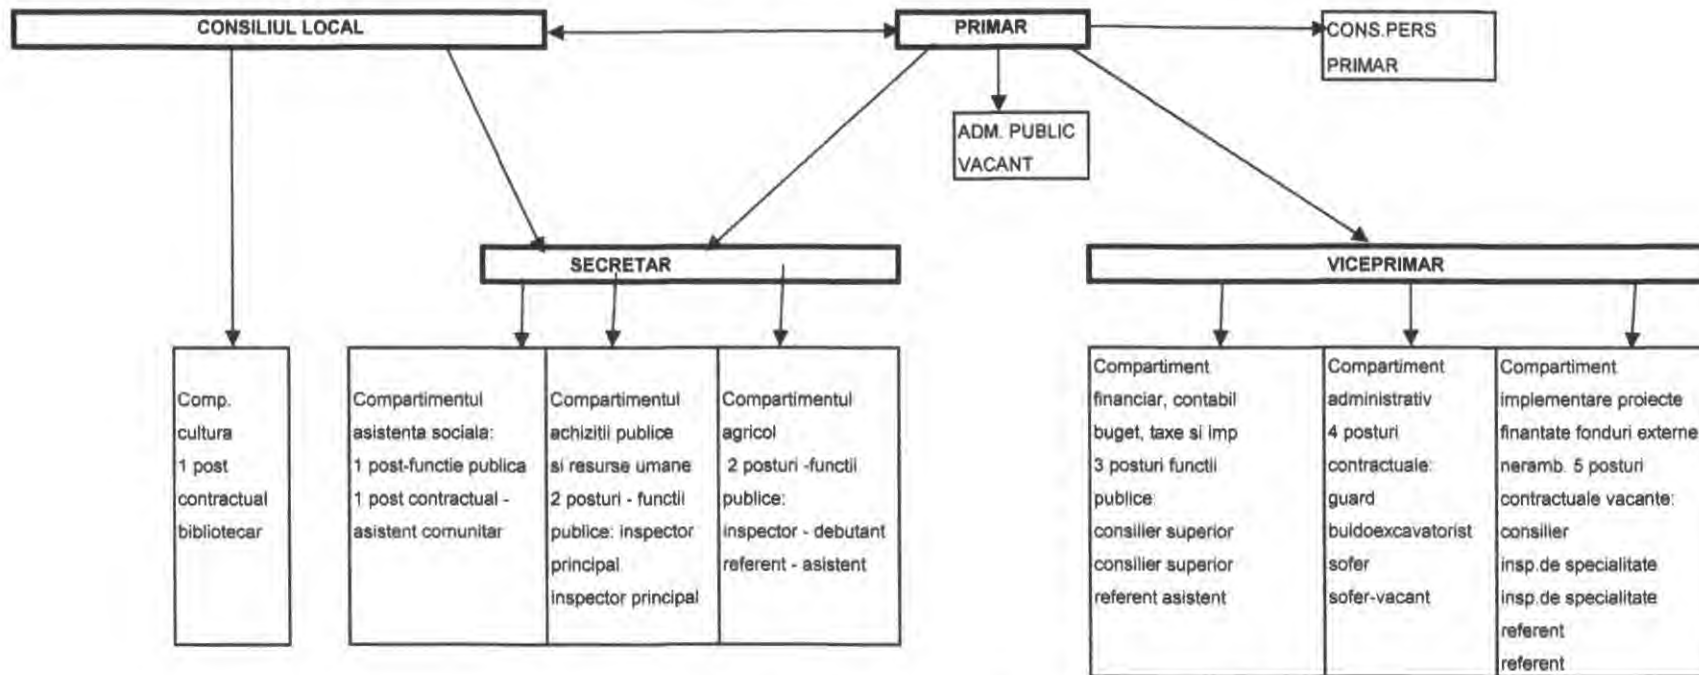 CONSILIUL LOCAL
PRIMAR
CONS.PERS
PRIMAR
ADM. PUBLIC
VACANT
SECRETAR
VICEPRIMAR
Comp.
cultura
1 post
contractual
bibliotecar
Compartimentul
asistenta sociala:
1 post-functie publica
1 post contractual -
asistent comunitar
Compartimentul
achizitii publice
si resurse umane
2 posturi - functii
publice: inspector
principal
inspector principal
Compartimentul
agricol
2 posturi -functii
publice:
inspector - debutant
referent - asistent
Compartiment
financiar, contabil
buget, taxe si imp
3 posturi functii
publice:
consilier superior
consilier superior
referent asistent
Compartiment
administrativ
4 posturi
contractuale:
guard
buldoexcavatorist
sofer
sofer-vacant
Compartiment
implementare proiecte
finantate fonduri externe
neramb. 5 posturi
contractuale vacante:
consilier
insp.de specialitate
insp.de specialitate
referent
referent